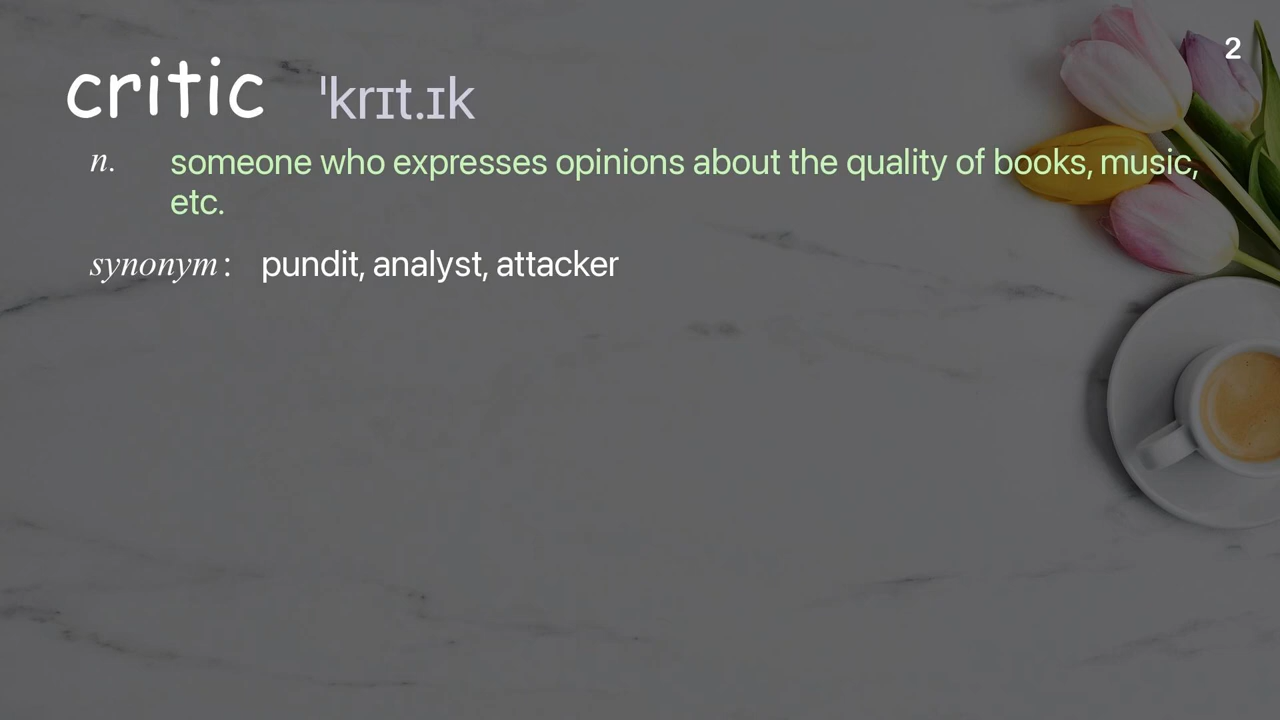 2
critic ˈkrɪt.ɪk
n. someone who expresses opinions about the quality of books, music,
etc.
synonym : pundit, analyst, attacker